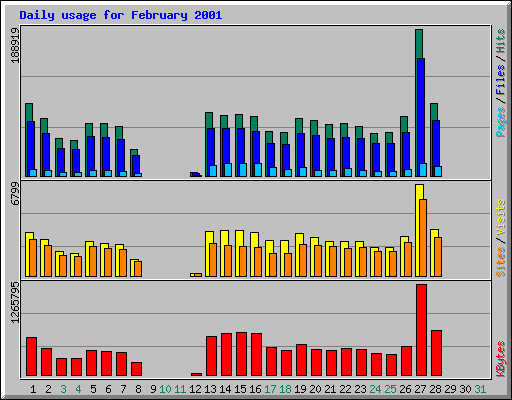 Daily usage for February 2001
188919
Pages / Files / Hits
6799
Sites / Visits
1265795
KBytes
1 2 3 4 5 6 7 8 9 10 11 12 13 14 15 16 17 18 19 20 21 22 23 24 25 26 27 28 29 30 31